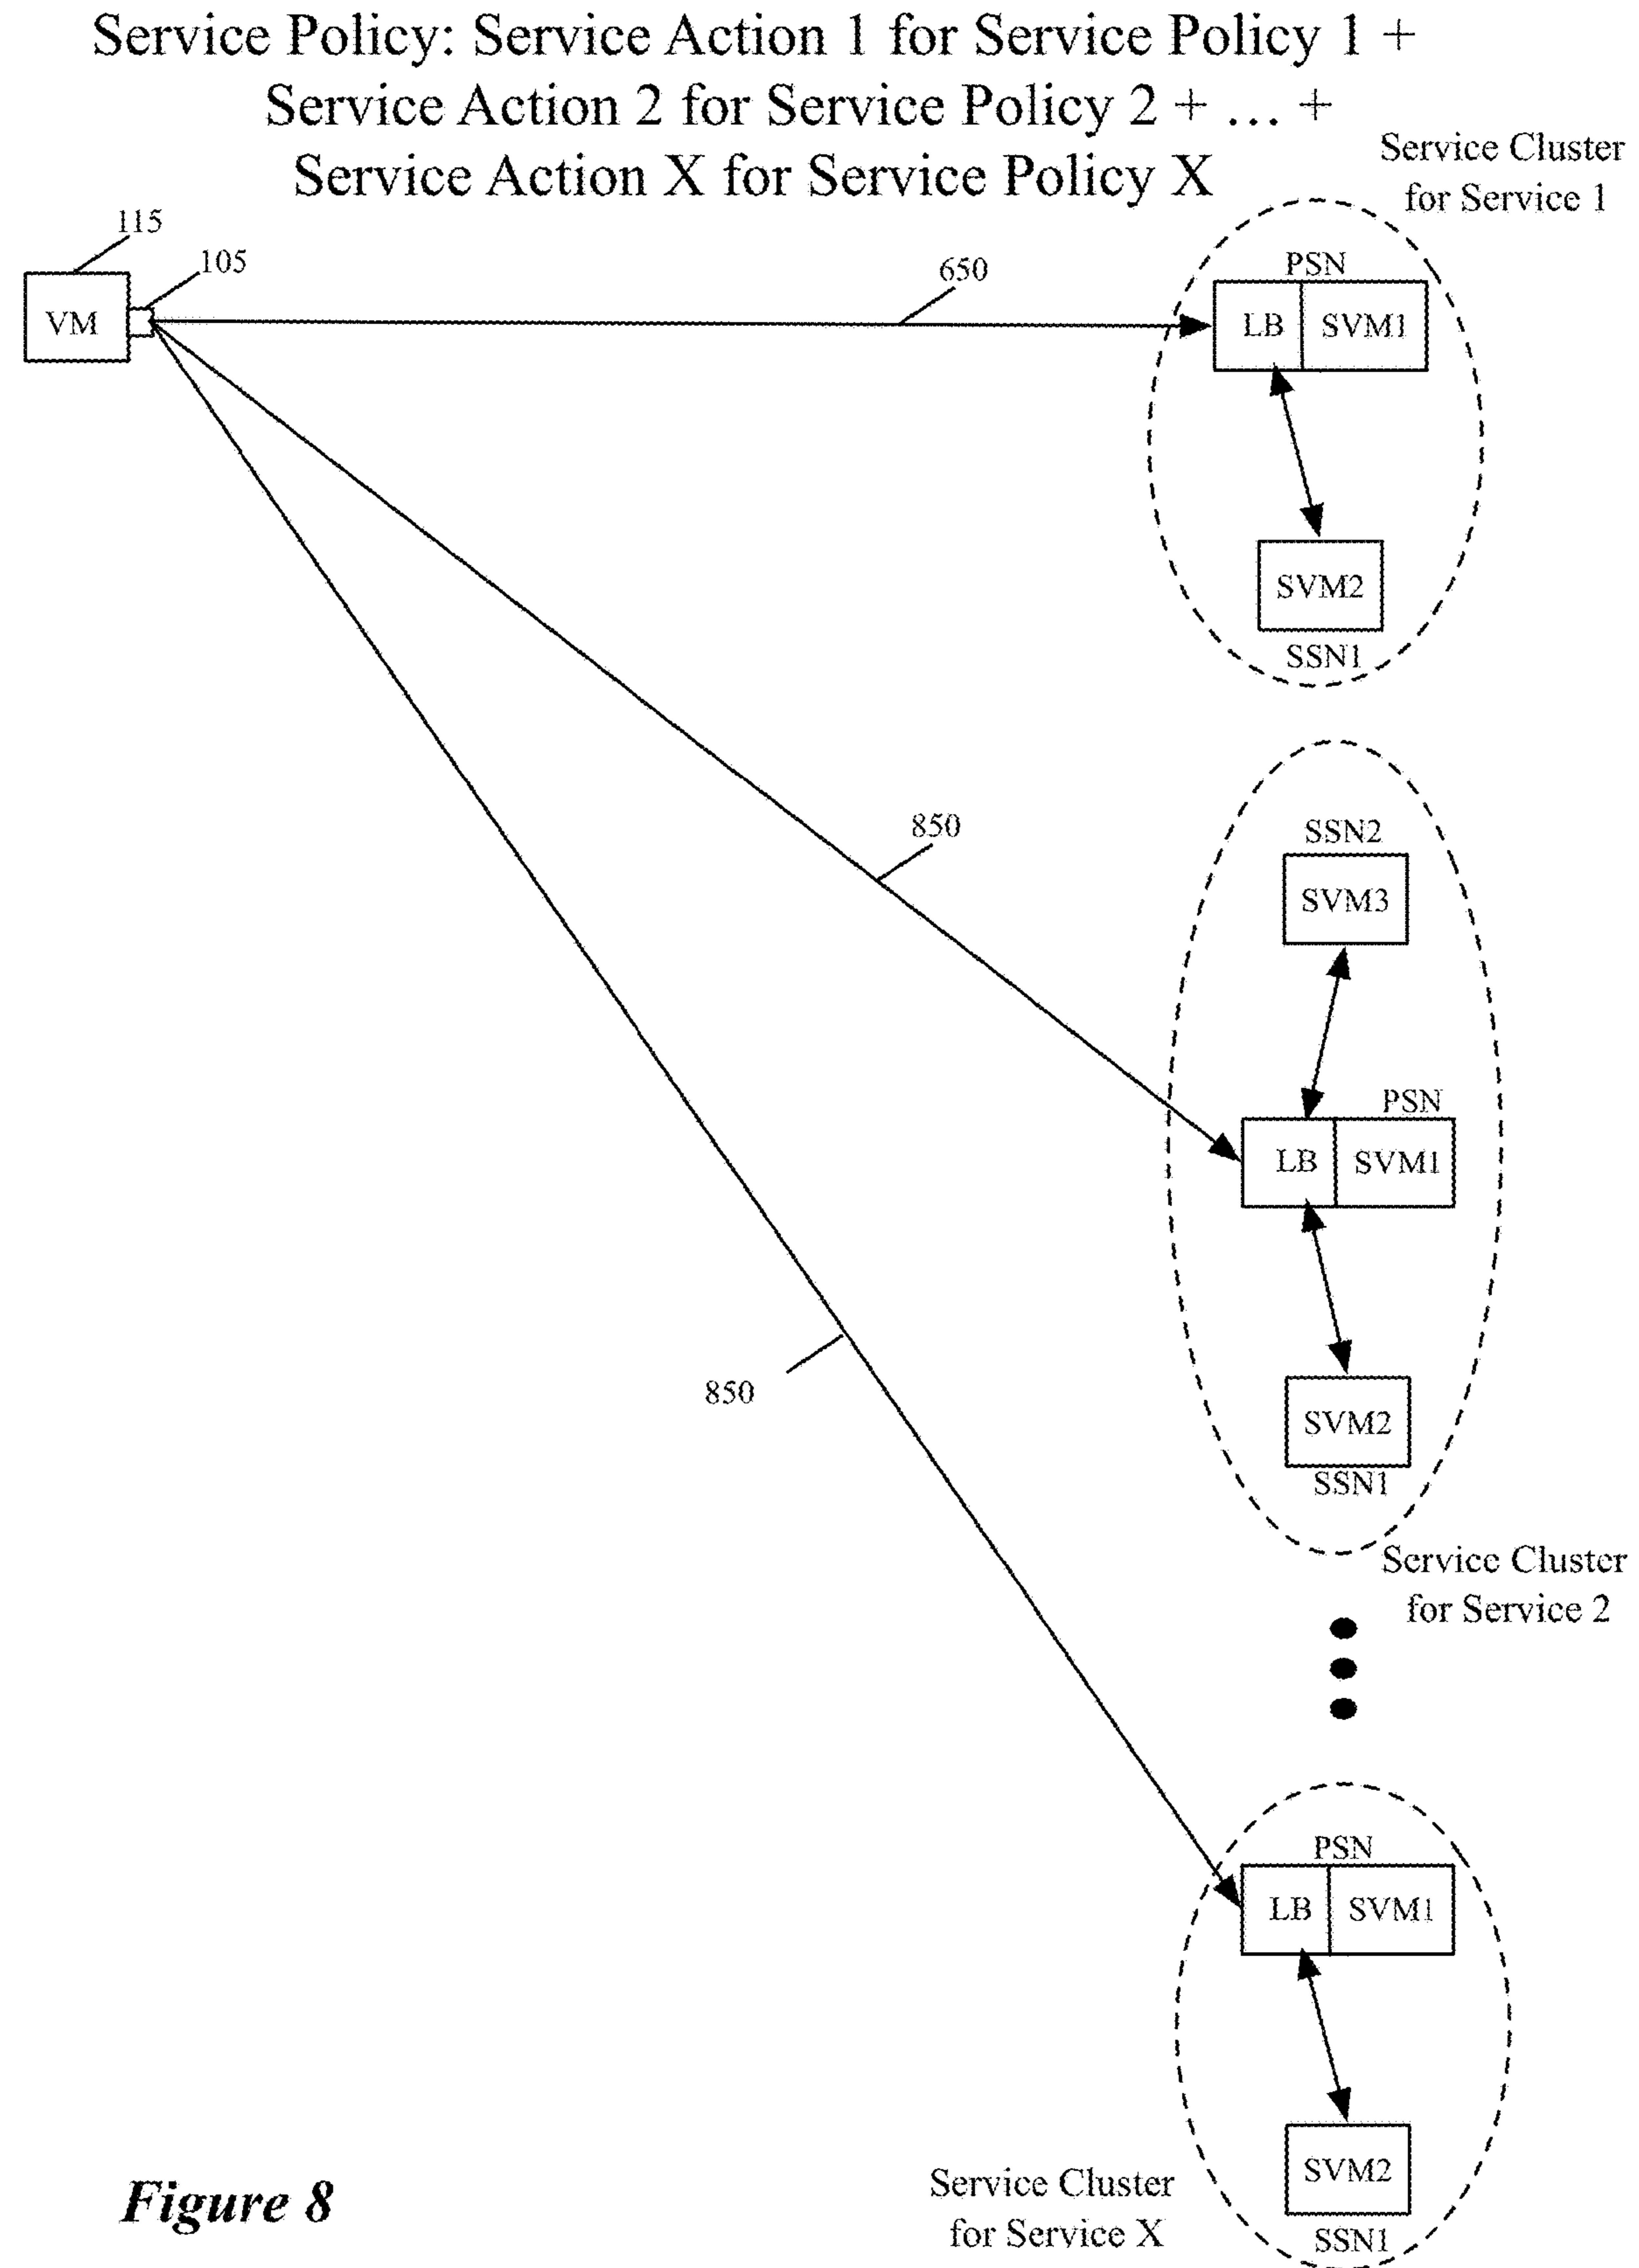 Service Policy: Service Action 1 for Service Policy 1 +
Service Action 2 for Service Policy 2 + ... +
Service Action X for Service Policy X
Service Cluster
for Service 1
115
105
VM
650
PSN
LB
SVM1
SVM2
SSN1
850
SSN2
SVM3
PSN
LB
SVM1
850
SVM2
SSN1
Service Cluster
for Service 2
PSN
LB
SVM1
SVM2
SSN1
Service Cluster
for Service X
Figure 8